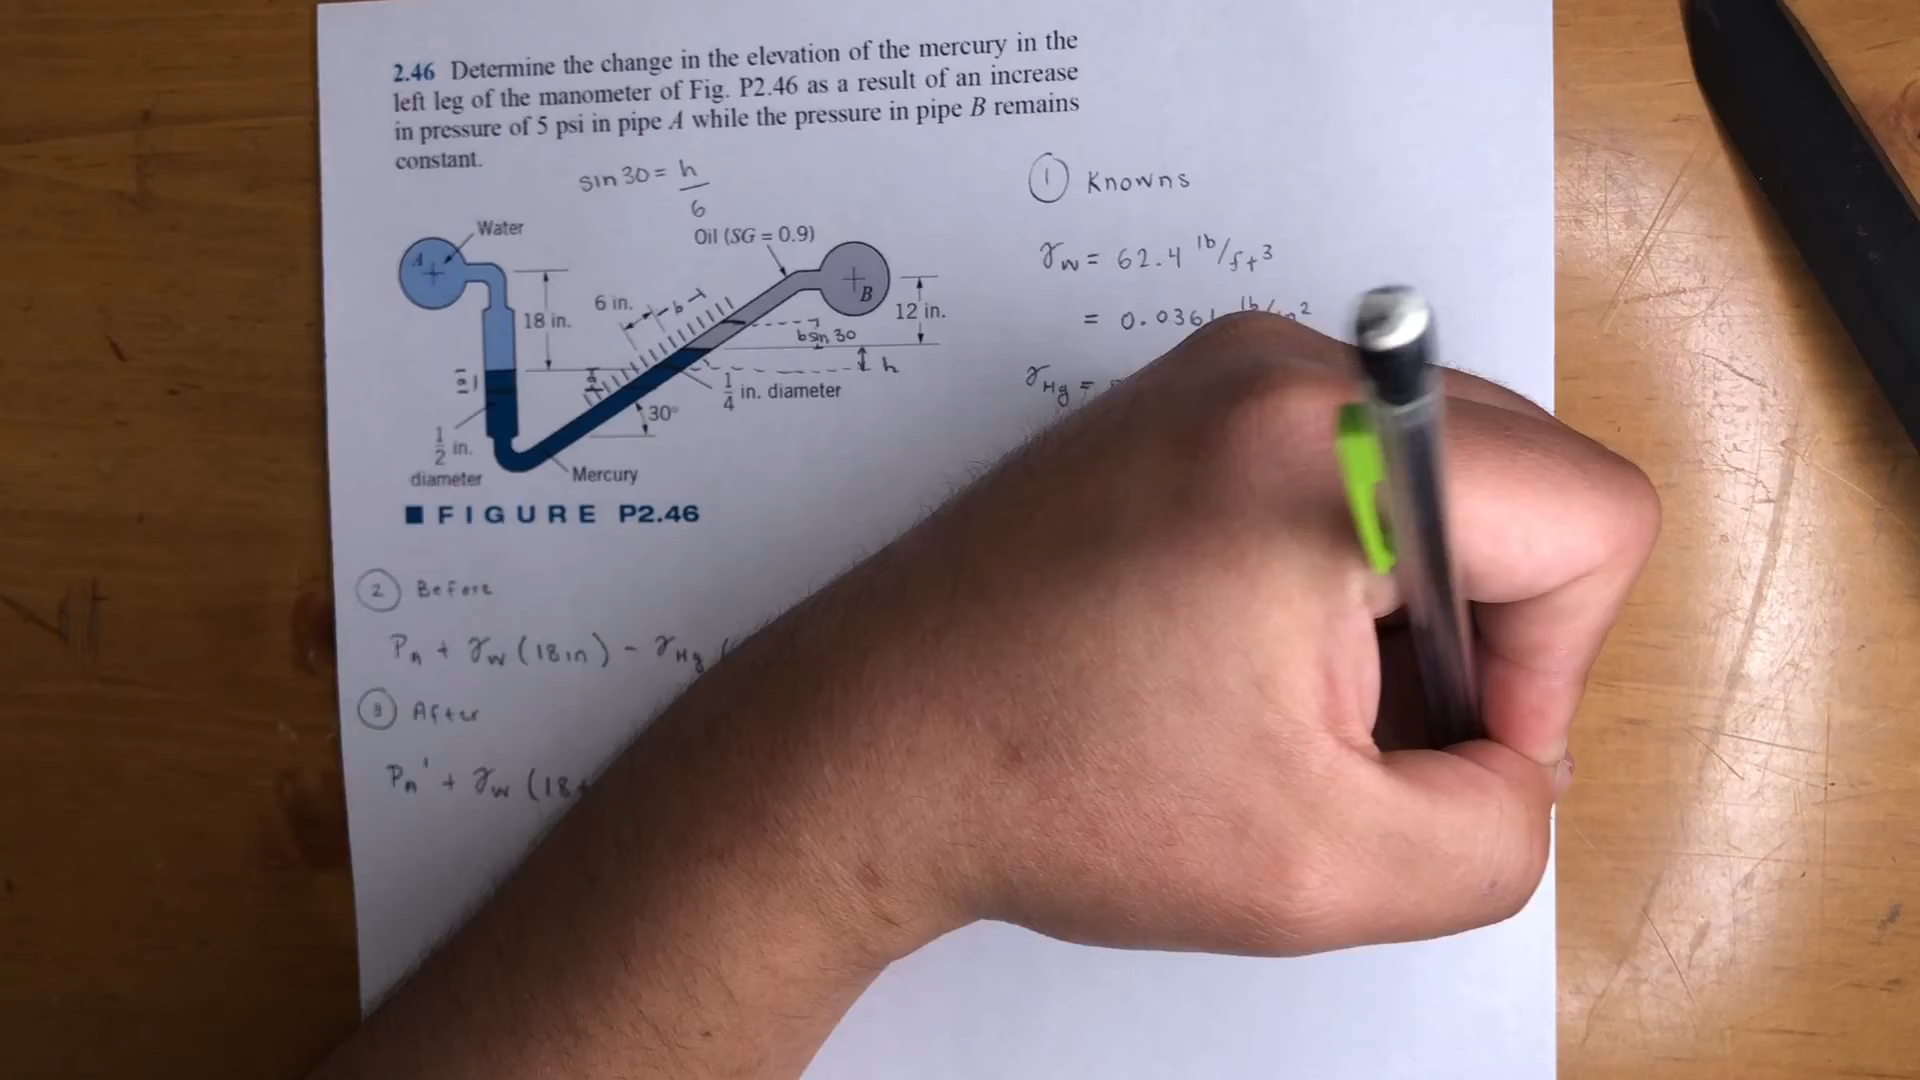 2.46 Determine the change in the elevation of the mercury in the
left leg of the manometer of Fig. P2.46 as a result of an increase
in pressure of 5 psi in pipe A while the pressure in pipe B remains
constant.
sin 30 = h
6
Water
A
18 in.
6 in.
b
Oil (SG = 0.9)
B
12 in.
b sin 30
h
a
1/4 in. diameter
30°
1/2 in.
diameter
Mercury
FIGURE P2.46
1 Knowns
γw = 62.4 lb/ft3
= 0.0361
γHg =
2 Before
PA + γw (18in) - γHg (
3 After
PA' + γw (18+